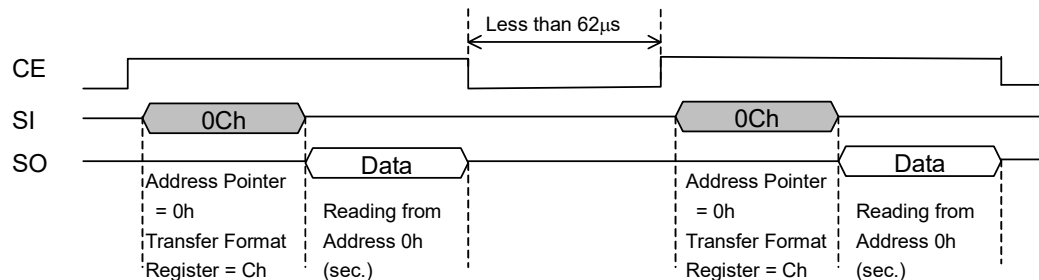 Less than 62μs
CE
SI
0Ch
0Ch
SO
Data
Data
Address Pointer
= 0h
Transfer Format
Register = Ch
Reading from
Address 0h
(sec.)
Address Pointer
=0h
Transfer Format
Register = Ch
Reading from
Address 0h
(sec.)